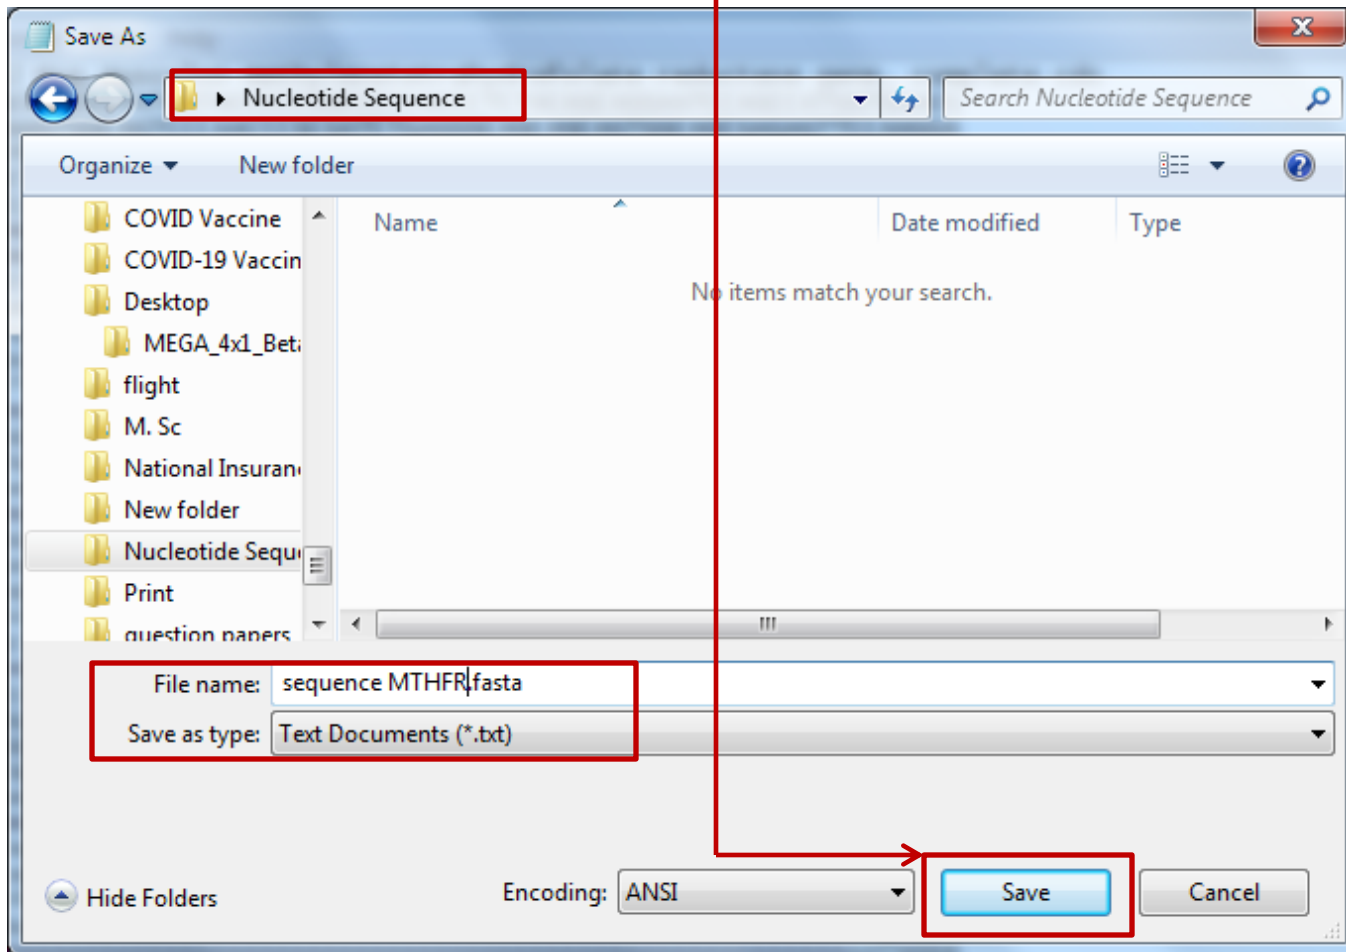 Save As
Nucleotide Sequence
Search Nucleotide Sequence
Organize
New folder
Name
Date modified
Type
No items match your search.
COVID Vaccine
COVID-19 Vaccin
Desktop
MEGA_4x1_Beta
flight
M. Sc
National Insuran
New folder
Nucleotide Sequ
Print
question papers
File name: sequence MTHFR.fasta
Save as type: Text Documents (*.txt)
Hide Folders
Encoding: ANSI
Save
Cancel